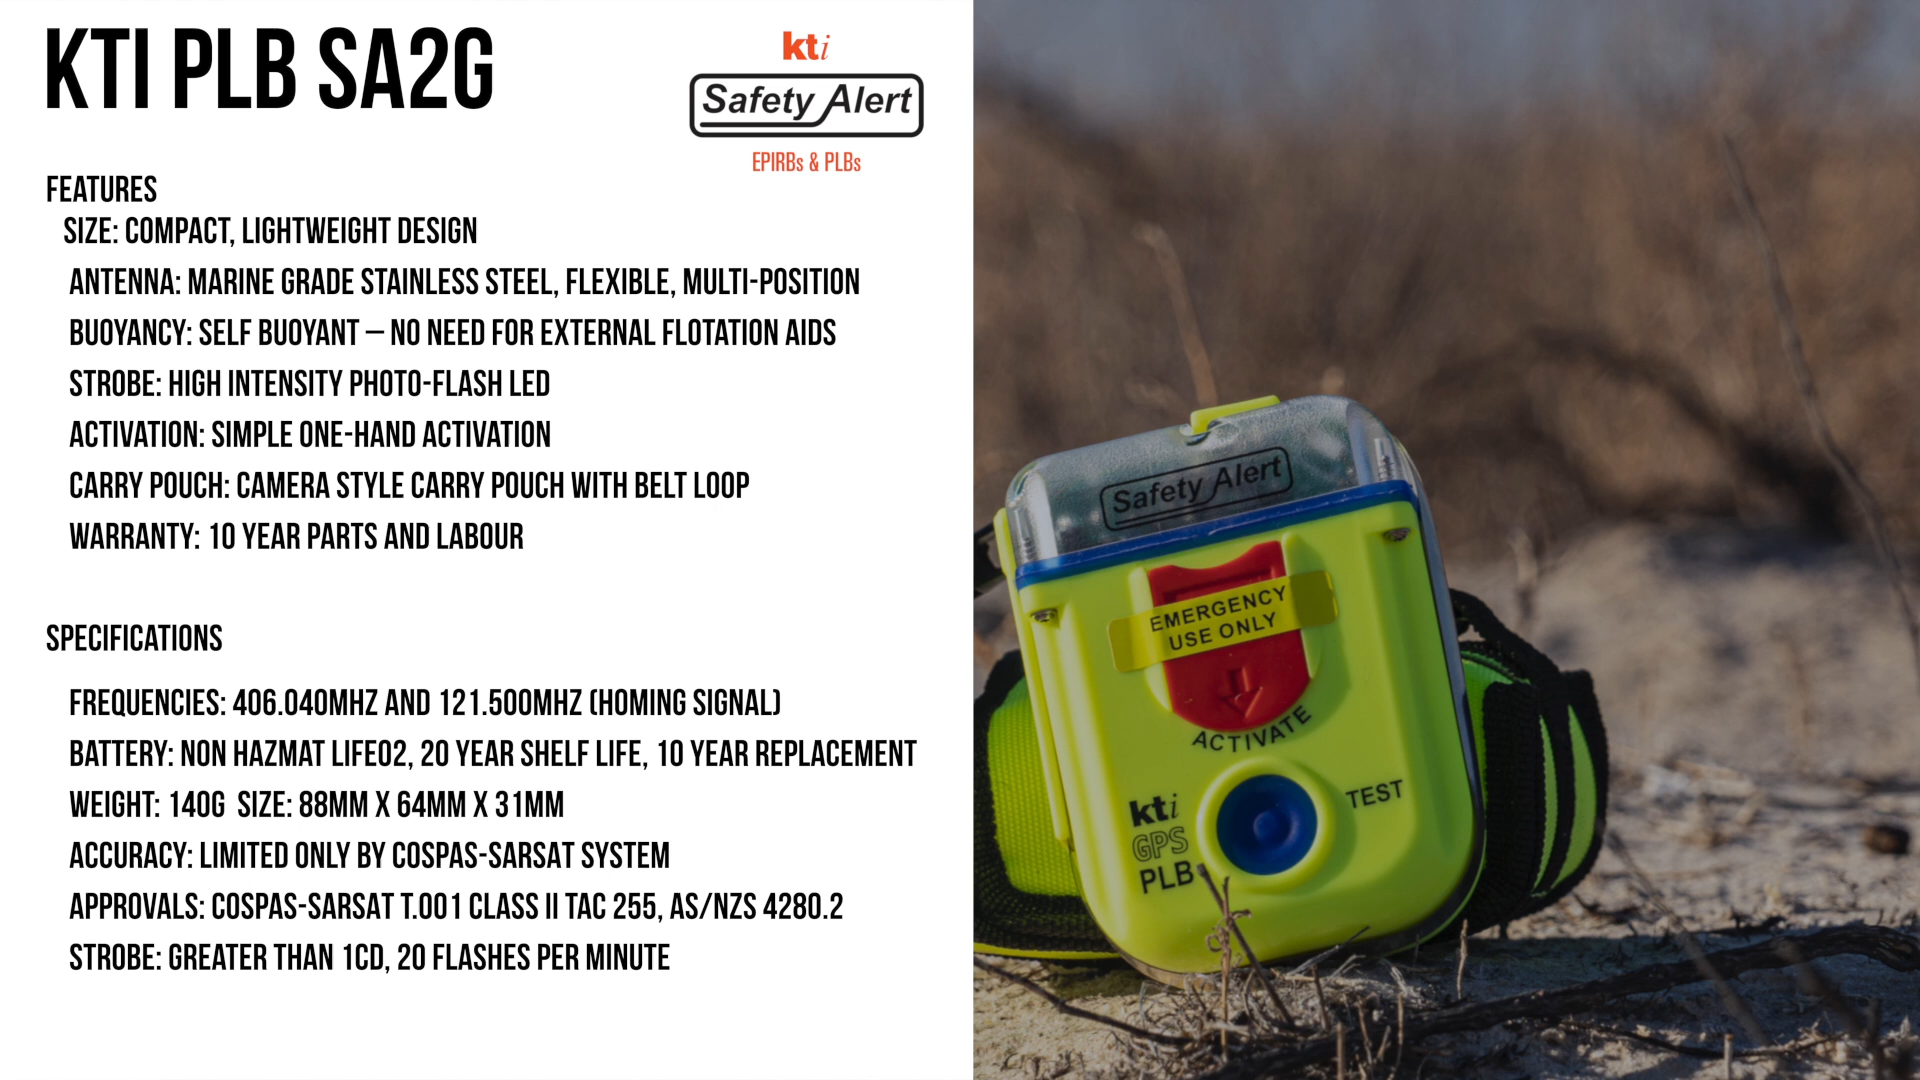 KTI PLB SA2G
kti
Safety Alert
EPIRBs & PLBs
FEATURES
SIZE: COMPACT, LIGHTWEIGHT DESIGN
ANTENNA: MARINE GRADE STAINLESS STEEL, FLEXIBLE, MULTI-POSITION
BUOYANCY: SELF BUOYANT – NO NEED FOR EXTERNAL FLOTATION AIDS
STROBE: HIGH INTENSITY PHOTO-FLASH LED
ACTIVATION: SIMPLE ONE-HAND ACTIVATION
CARRY POUCH: CAMERA STYLE CARRY POUCH WITH BELT LOOP
WARRANTY: 10 YEAR PARTS AND LABOUR
SPECIFICATIONS
FREQUENCIES: 406.040MHZ AND 121.500MHZ (HOMING SIGNAL)
BATTERY: NON HAZMAT LIFE02, 20 YEAR SHELF LIFE, 10 YEAR REPLACEMENT
WEIGHT: 140G SIZE: 88MM X 64MM X 31MM
ACCURACY: LIMITED ONLY BY COSPAS-SARSAT SYSTEM
APPROVALS: COSPAS-SARSAT T.001 CLASS II TAC 255, AS/NZS 4280.2
STROBE: GREATER THAN 1CD, 20 FLASHES PER MINUTE
Safety Alert
EMERGENCY
USE ONLY
ACTIVATE
TEST
kti
GPS
PLB